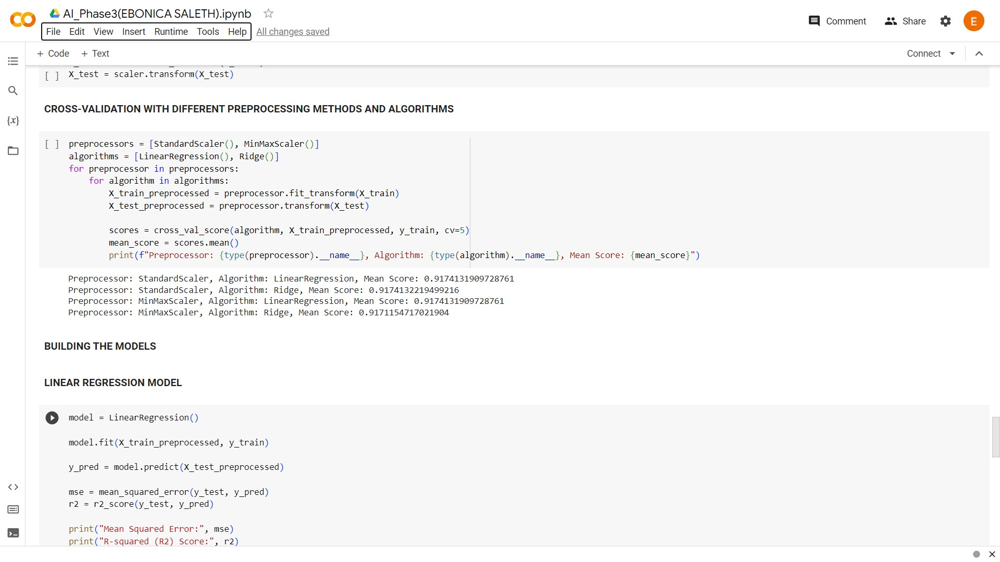 AI_Phase3(EBONICA SALETH).ipynb
File Edit View Insert Runtime Tools Help All changes saved
Comment Share E
+ Code + Text Connect
[ ] X_test = scaler.transform(X_test)
CROSS-VALIDATION WITH DIFFERENT PREPROCESSING METHODS AND ALGORITHMS
[ ] preprocessors = [StandardScaler(), MinMaxScaler()]
algorithms = [LinearRegression(), Ridge()]
for preprocessor in preprocessors:
    for algorithm in algorithms:
        X_train_preprocessed = preprocessor.fit_transform(X_train)
        X_test_preprocessed = preprocessor.transform(X_test)
        scores = cross_val_score(algorithm, X_train_preprocessed, y_train, cv=5)
        mean_score = scores.mean()
        print(f"Preprocessor: {type(preprocessor).__name__}, Algorithm: {type(algorithm).__name__}, Mean Score: {mean_score}")
Preprocessor: StandardScaler, Algorithm: LinearRegression, Mean Score: 0.9174131909728761
Preprocessor: StandardScaler, Algorithm: Ridge, Mean Score: 0.9174132219499216
Preprocessor: MinMaxScaler, Algorithm: LinearRegression, Mean Score: 0.9174131909728761
Preprocessor: MinMaxScaler, Algorithm: Ridge, Mean Score: 0.9171154717021904
BUILDING THE MODELS
LINEAR REGRESSION MODEL
model = LinearRegression()
model.fit(X_train_preprocessed, y_train)
y_pred = model.predict(X_test_preprocessed)
mse = mean_squared_error(y_test, y_pred)
r2 = r2_score(y_test, y_pred)
print("Mean Squared Error:", mse)
print("R-squared (R2) Score:", r2)